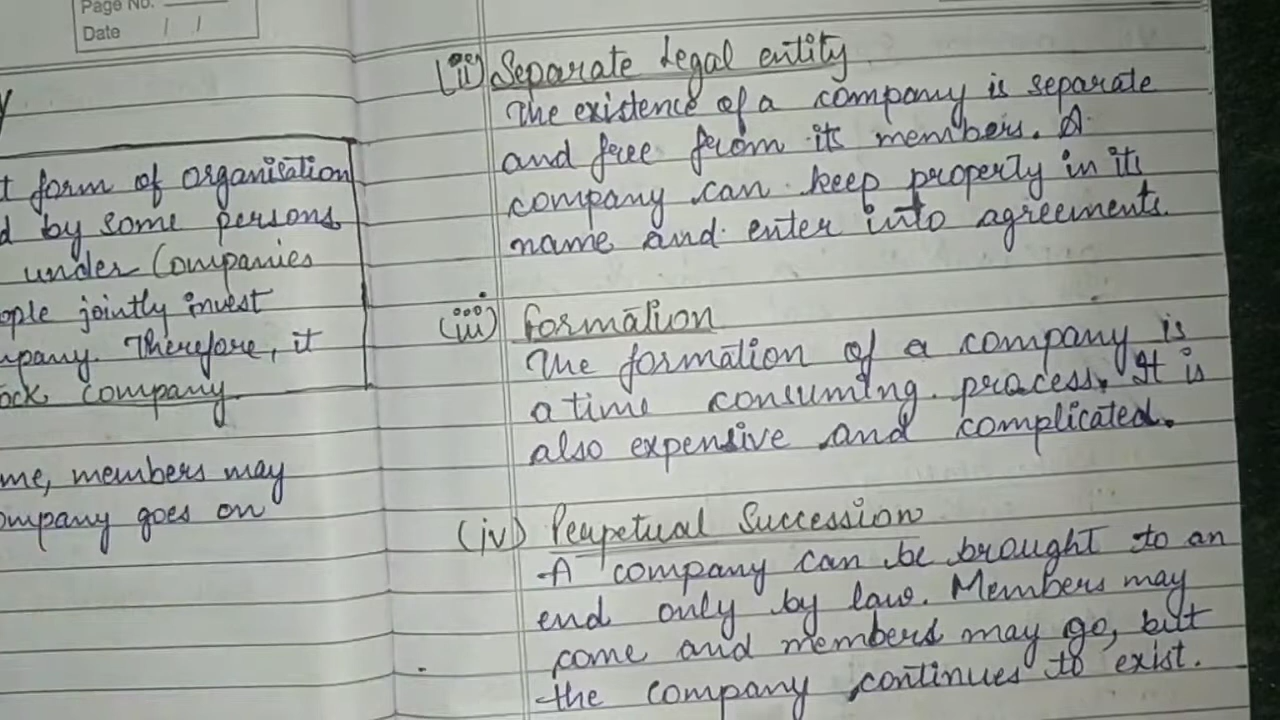 Page No.
Date / /
y
t form of organisation
d by some persons
under Companies
ople jointly invest
mpany. Therefore, it
ock company.
me, members may
ompany goes on
(ii) Separate Legal entity
The existence of a company is separate
and free from its members. A
company can keep property in its
name and enter into agreements.
(iii) Formation
The formation of a company is
a time consuming process. It is
also expensive and complicated.
(iv) Perpetual Succession
A company can be brought to an
end only by law. Members may
come and members may go, but
the company continues to exist.